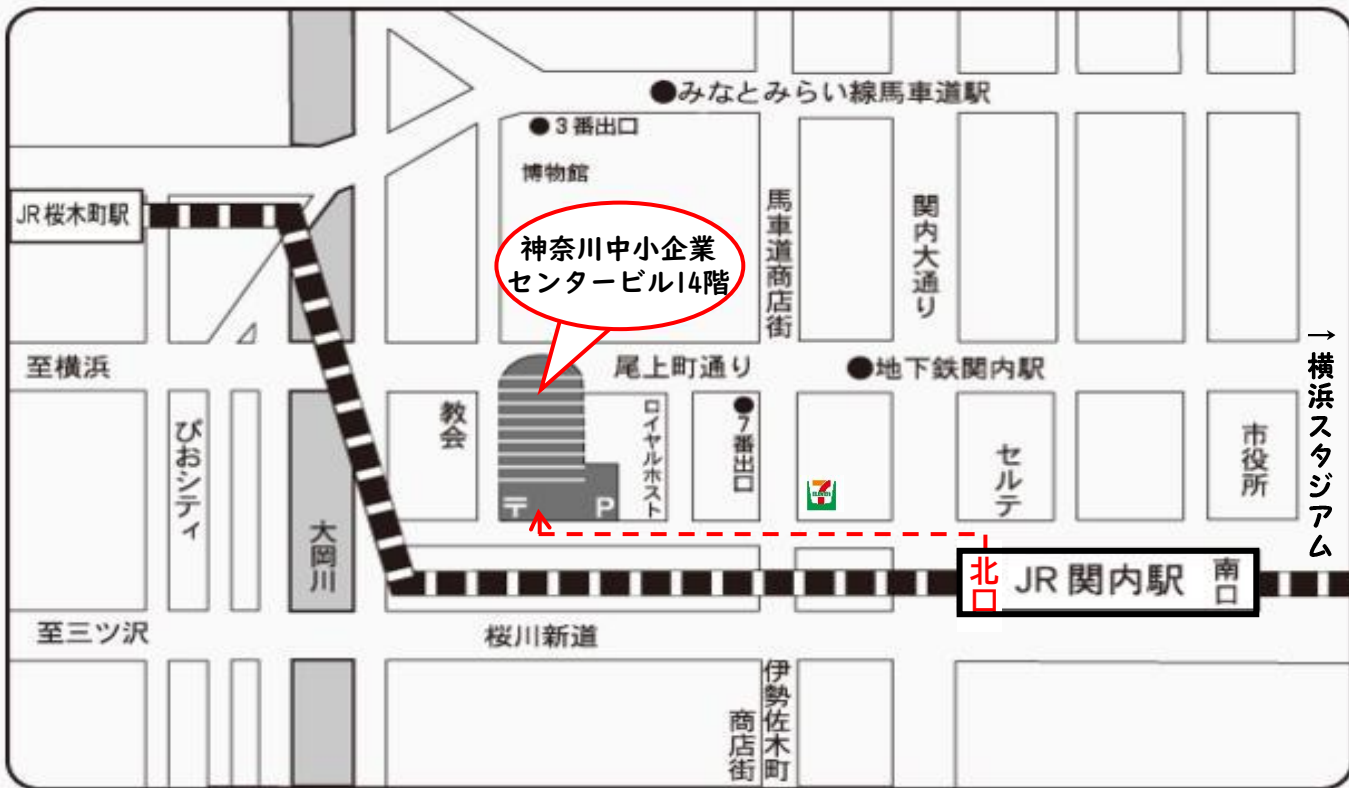 ●みなとみらい線馬車道駅
●3番出口
博物館
JR桜木町駅
馬車道商店街
関内大通り
神奈川中小企業
センタービル14階
至横浜
尾上町通り
●地下鉄関内駅
→横浜スタジアム
ぴおシティ
教会
ロイヤルホスト
●7番出口
セルテ
市役所
7
ELEVEN
〒
P
大岡川
北口
JR関内駅
南口
至三ツ沢
桜川新道
伊勢佐木町
商店街